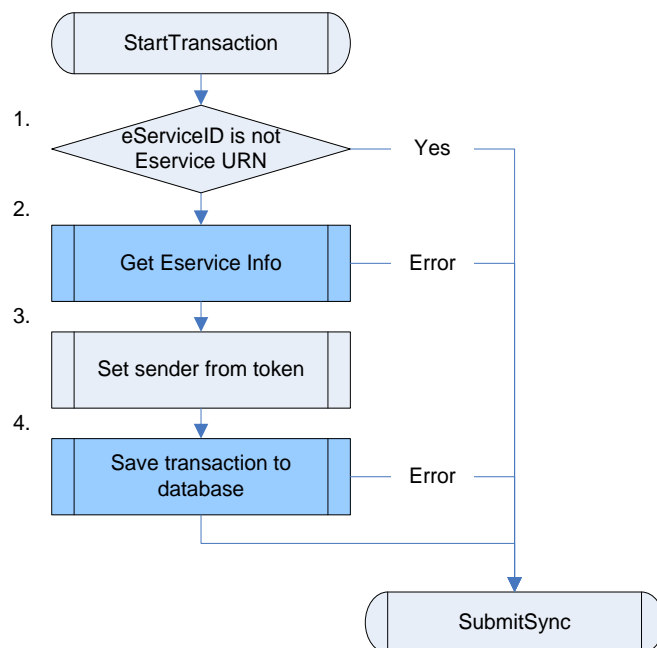 StartTransaction
1.
eServiceID is not
Eservice URN
Yes
2.
Get Eservice Info
Error
3.
Set sender from token
4.
Save transaction to
database
Error
SubmitSync